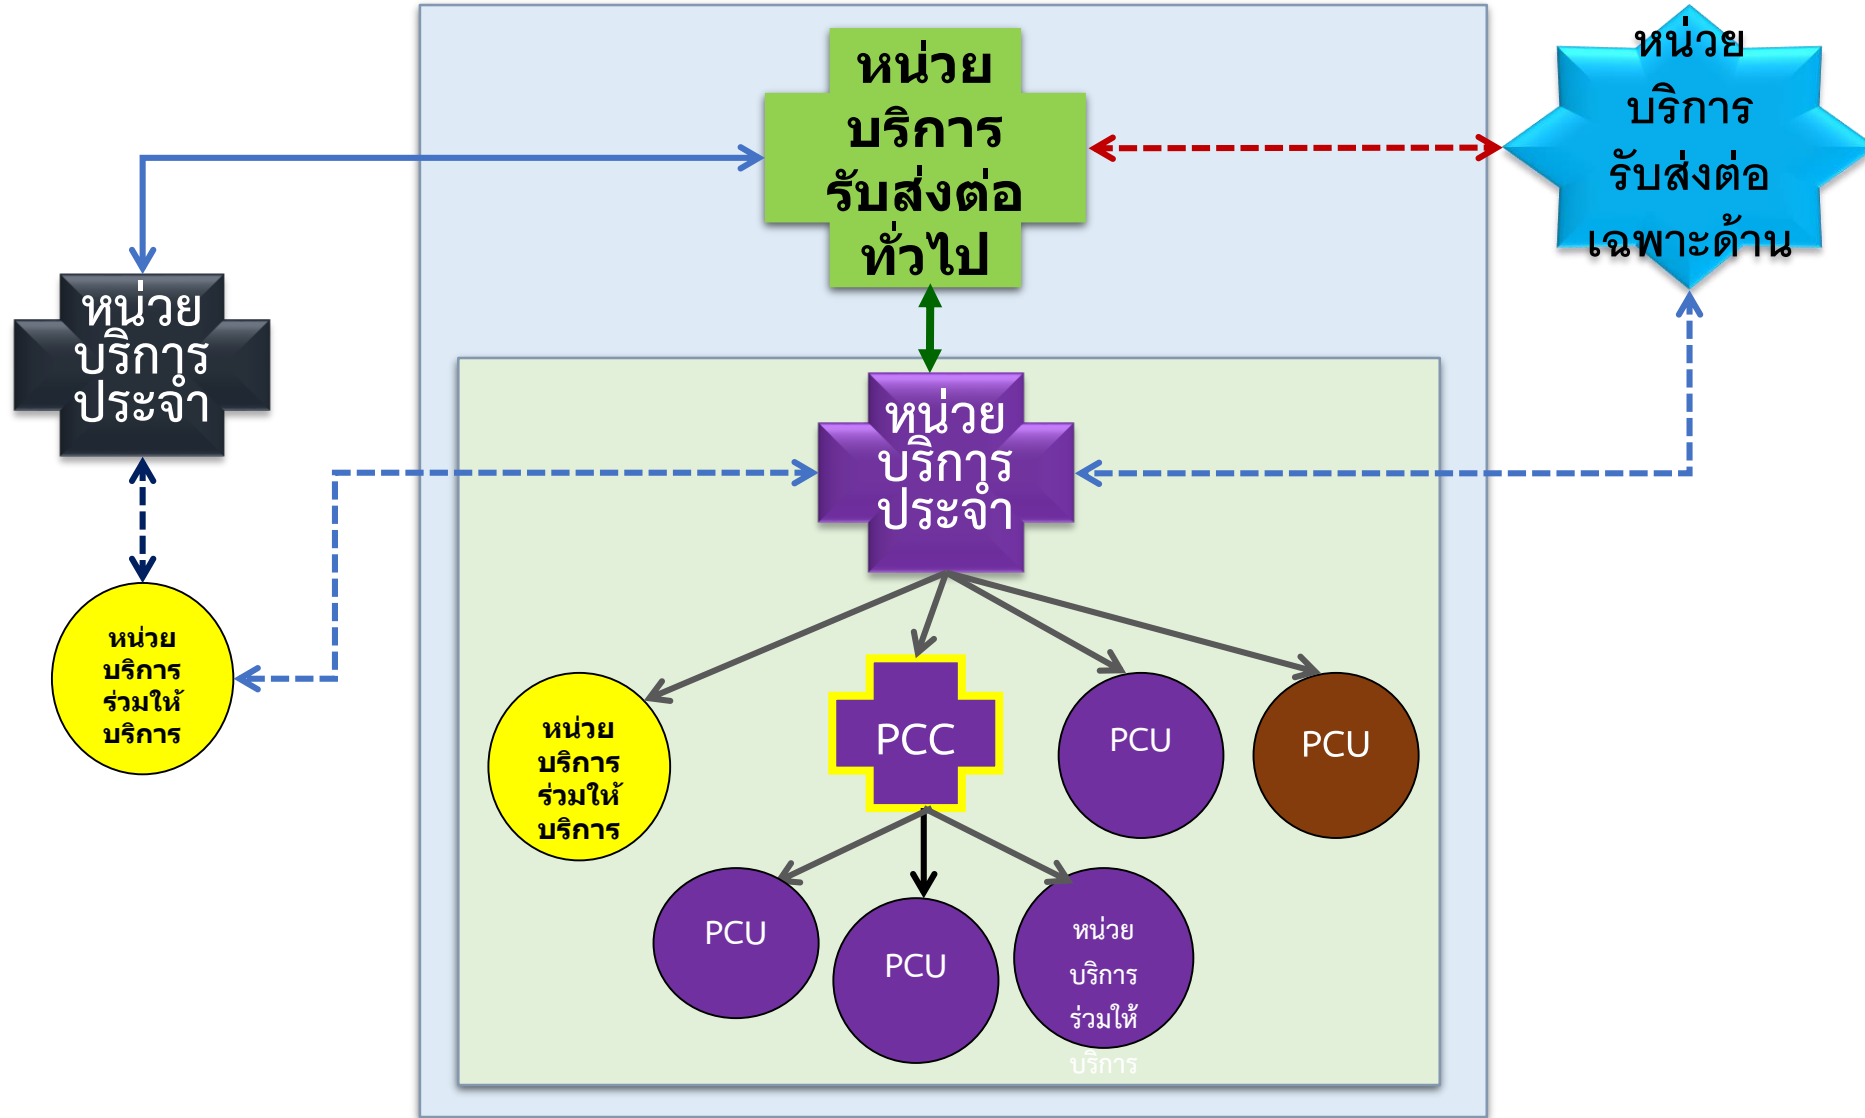 หน่วย
บริการ
รับส่งต่อ
ทั่วไป
หน่วย
บริการ
รับส่งต่อ
เฉพาะด้าน
หน่วย
บริการ
ประจำ
หน่วย
บริการ
ประจำ
หน่วย
บริการ
ร่วมให้
บริการ
หน่วย
บริการ
ร่วมให้
บริการ
PCC
PCU
PCU
PCU
PCU
หน่วย
บริการ
ร่วมให้
บริการ